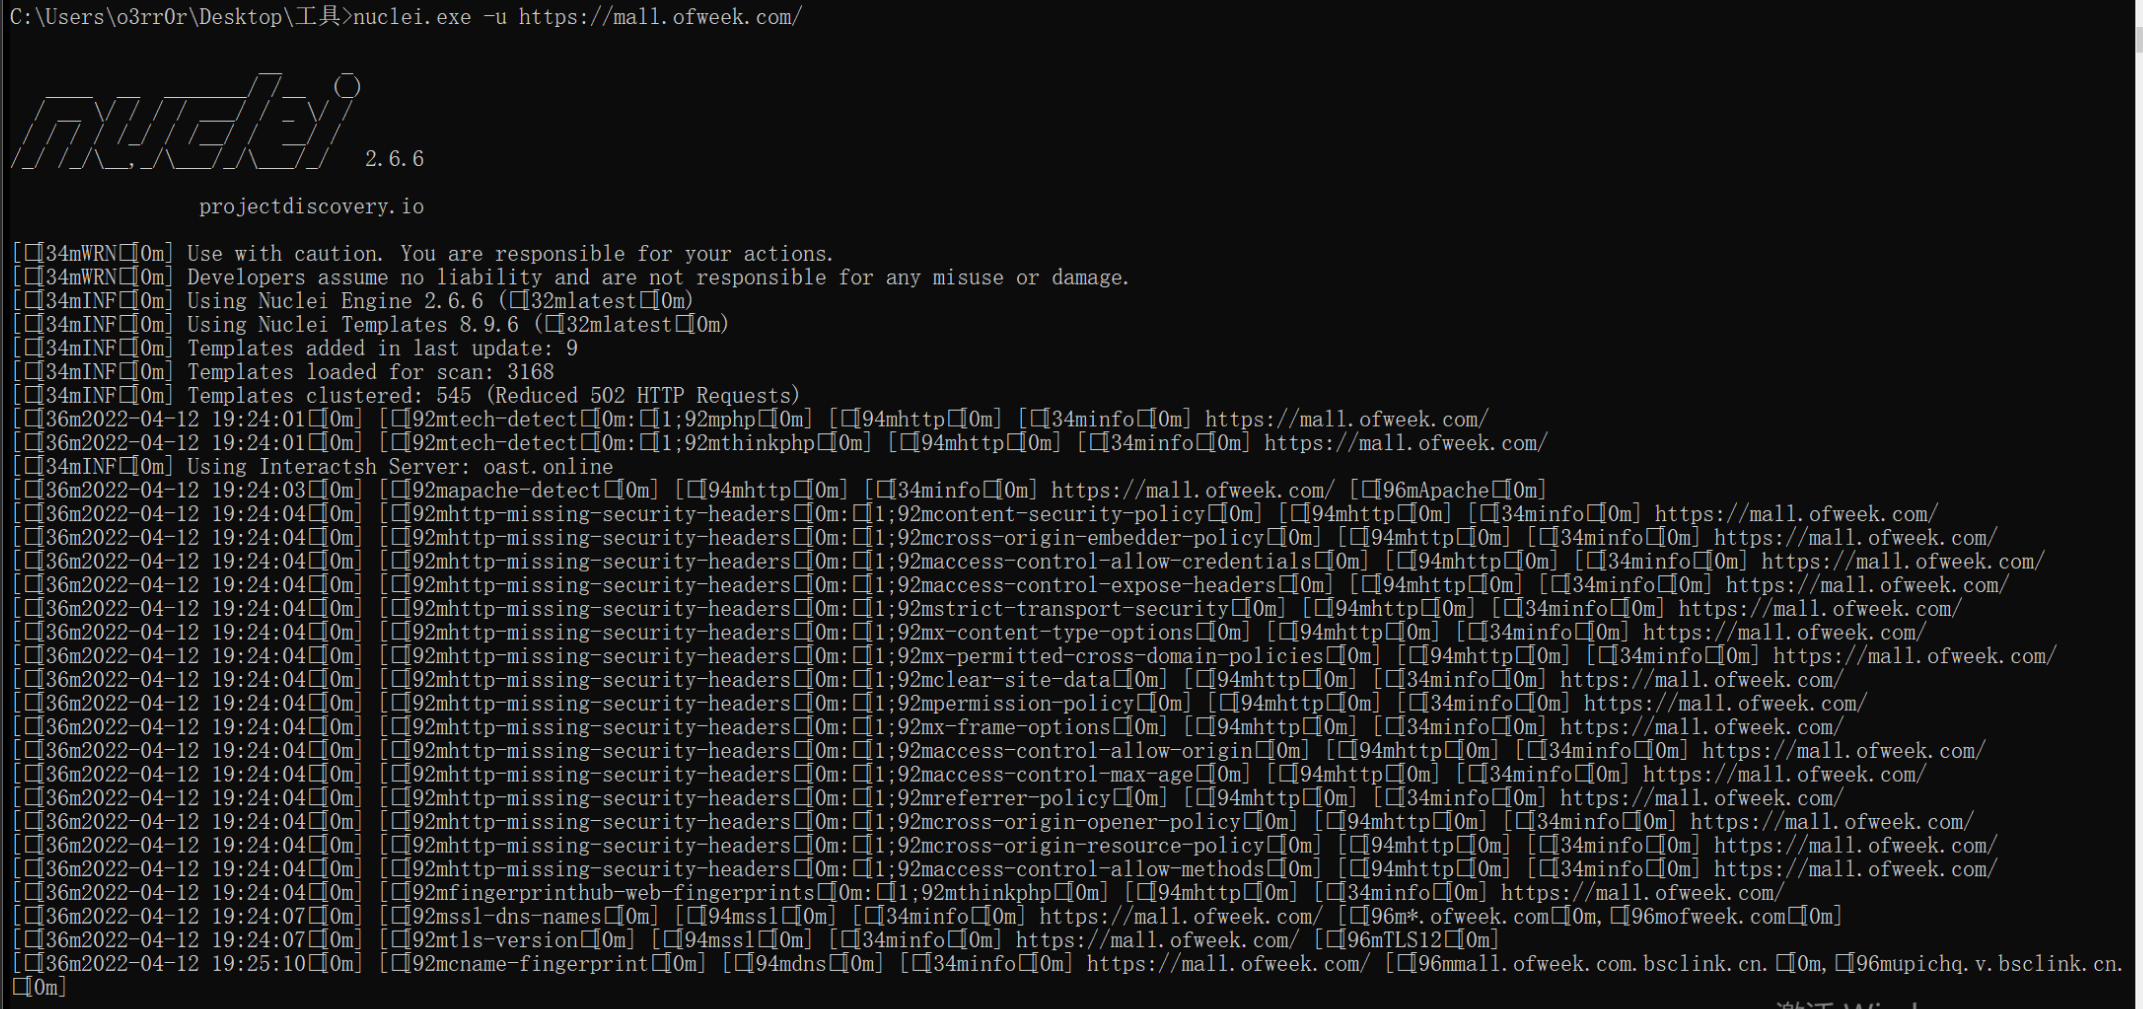 C:\Users\o3rr0r\Desktop\工具>nuclei.exe -u https://mall.ofweek.com/
2.6.6
projectdiscovery.io
[□[34mWRN□[0m] Use with caution. You are responsible for your actions.
[□[34mWRN□[0m] Developers assume no liability and are not responsible for any misuse or damage.
[□[34mINF□[0m] Using Nuclei Engine 2.6.6 (□[32mlatest□[0m)
[□[34mINF□[0m] Using Nuclei Templates 8.9.6 (□[32mlatest□[0m)
[□[34mINF□[0m] Templates added in last update: 9
[□[34mINF□[0m] Templates loaded for scan: 3168
[□[34mINF□[0m] Templates clustered: 545 (Reduced 502 HTTP Requests)
[□[36m2022-04-12 19:24:01□[0m] [□[92mtech-detect□[0m:□[1;92mphp□[0m] [□[94mhttp□[0m] [□[34minfo□[0m] https://mall.ofweek.com/
[□[36m2022-04-12 19:24:01□[0m] [□[92mtech-detect□[0m:□[1;92mthinkphp□[0m] [□[94mhttp□[0m] [□[34minfo□[0m] https://mall.ofweek.com/
[□[34mINF□[0m] Using Interactsh Server: oast.online
[□[36m2022-04-12 19:24:03□[0m] [□[92mapache-detect□[0m] [□[94mhttp□[0m] [□[34minfo□[0m] https://mall.ofweek.com/ [□[96mApache□[0m]
[□[36m2022-04-12 19:24:04□[0m] [□[92mhttp-missing-security-headers□[0m:□[1;92mcontent-security-policy□[0m] [□[94mhttp□[0m] [□[34minfo□[0m] https://mall.ofweek.com/
[□[36m2022-04-12 19:24:04□[0m] [□[92mhttp-missing-security-headers□[0m:□[1;92mcross-origin-embedder-policy□[0m] [□[94mhttp□[0m] [□[34minfo□[0m] https://mall.ofweek.com/
[□[36m2022-04-12 19:24:04□[0m] [□[92mhttp-missing-security-headers□[0m:□[1;92maccess-control-allow-credentials□[0m] [□[94mhttp□[0m] [□[34minfo□[0m] https://mall.ofweek.com/
[□[36m2022-04-12 19:24:04□[0m] [□[92mhttp-missing-security-headers□[0m:□[1;92maccess-control-expose-headers□[0m] [□[94mhttp□[0m] [□[34minfo□[0m] https://mall.ofweek.com/
[□[36m2022-04-12 19:24:04□[0m] [□[92mhttp-missing-security-headers□[0m:□[1;92mstrict-transport-security□[0m] [□[94mhttp□[0m] [□[34minfo□[0m] https://mall.ofweek.com/
[□[36m2022-04-12 19:24:04□[0m] [□[92mhttp-missing-security-headers□[0m:□[1;92mx-content-type-options□[0m] [□[94mhttp□[0m] [□[34minfo□[0m] https://mall.ofweek.com/
[□[36m2022-04-12 19:24:04□[0m] [□[92mhttp-missing-security-headers□[0m:□[1;92mx-permitted-cross-domain-policies□[0m] [□[94mhttp□[0m] [□[34minfo□[0m] https://mall.ofweek.com/
[□[36m2022-04-12 19:24:04□[0m] [□[92mhttp-missing-security-headers□[0m:□[1;92mclear-site-data□[0m] [□[94mhttp□[0m] [□[34minfo□[0m] https://mall.ofweek.com/
[□[36m2022-04-12 19:24:04□[0m] [□[92mhttp-missing-security-headers□[0m:□[1;92mpermission-policy□[0m] [□[94mhttp□[0m] [□[34minfo□[0m] https://mall.ofweek.com/
[□[36m2022-04-12 19:24:04□[0m] [□[92mhttp-missing-security-headers□[0m:□[1;92mx-frame-options□[0m] [□[94mhttp□[0m] [□[34minfo□[0m] https://mall.ofweek.com/
[□[36m2022-04-12 19:24:04□[0m] [□[92mhttp-missing-security-headers□[0m:□[1;92maccess-control-allow-origin□[0m] [□[94mhttp□[0m] [□[34minfo□[0m] https://mall.ofweek.com/
[□[36m2022-04-12 19:24:04□[0m] [□[92mhttp-missing-security-headers□[0m:□[1;92maccess-control-max-age□[0m] [□[94mhttp□[0m] [□[34minfo□[0m] https://mall.ofweek.com/
[□[36m2022-04-12 19:24:04□[0m] [□[92mhttp-missing-security-headers□[0m:□[1;92mreferrer-policy□[0m] [□[94mhttp□[0m] [□[34minfo□[0m] https://mall.ofweek.com/
[□[36m2022-04-12 19:24:04□[0m] [□[92mhttp-missing-security-headers□[0m:□[1;92mcross-origin-opener-policy□[0m] [□[94mhttp□[0m] [□[34minfo□[0m] https://mall.ofweek.com/
[□[36m2022-04-12 19:24:04□[0m] [□[92mhttp-missing-security-headers□[0m:□[1;92mcross-origin-resource-policy□[0m] [□[94mhttp□[0m] [□[34minfo□[0m] https://mall.ofweek.com/
[□[36m2022-04-12 19:24:04□[0m] [□[92mhttp-missing-security-headers□[0m:□[1;92maccess-control-allow-methods□[0m] [□[94mhttp□[0m] [□[34minfo□[0m] https://mall.ofweek.com/
[□[36m2022-04-12 19:24:04□[0m] [□[92mfingerprinthub-web-fingerprints□[0m:□[1;92mthinkphp□[0m] [□[94mhttp□[0m] [□[34minfo□[0m] https://mall.ofweek.com/
[□[36m2022-04-12 19:24:07□[0m] [□[92mssl-dns-names□[0m] [□[94mssl□[0m] [□[34minfo□[0m] https://mall.ofweek.com/ [□[96m*.ofweek.com□[0m,□[96mofweek.com□[0m]
[□[36m2022-04-12 19:24:07□[0m] [□[92mtls-version□[0m] [□[94mssl□[0m] [□[34minfo□[0m] https://mall.ofweek.com/ [□[96mTLS12□[0m]
[□[36m2022-04-12 19:25:10□[0m] [□[92mcname-fingerprint□[0m] [□[94mdns□[0m] [□[34minfo□[0m] https://mall.ofweek.com/ [□[96mmall.ofweek.com.bsclink.cn.□[0m,□[96mupichq.v.bsclink.cn.
□[0m]